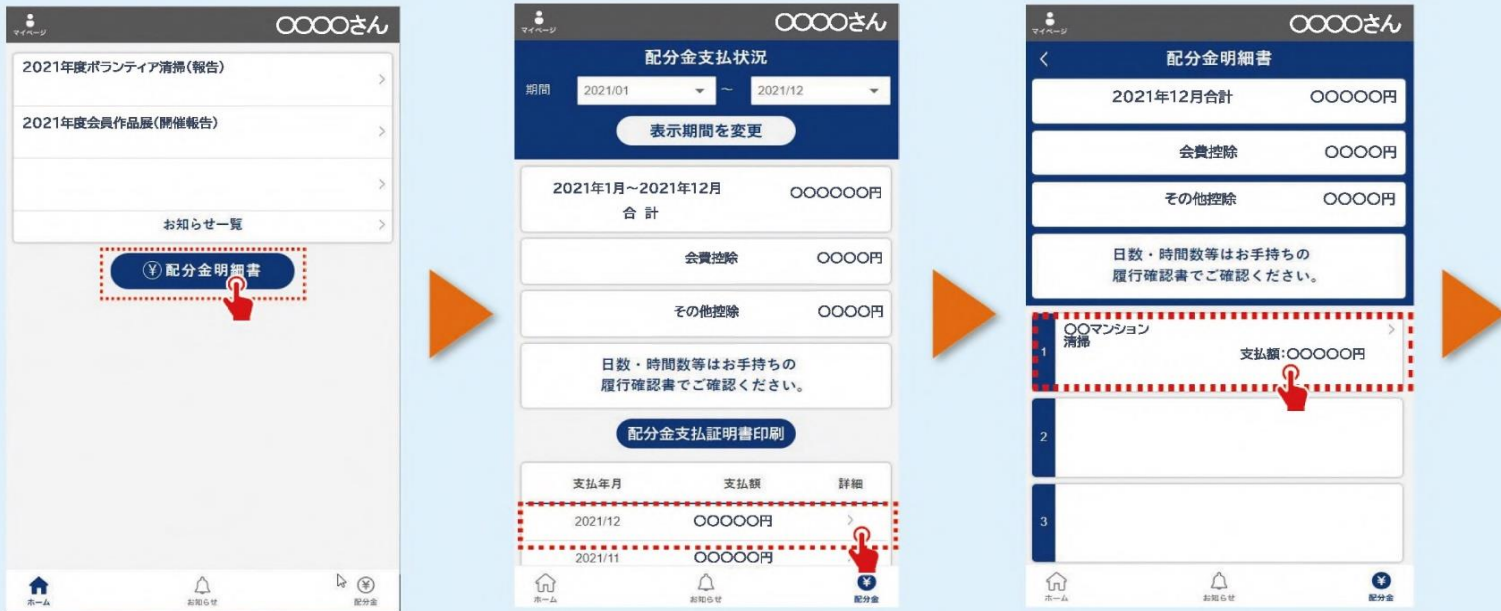 マイページ
○○○○さん
2021年度ボランティア清掃(報告)
2021年度会員作品展(開催報告)
お知らせ一覧
¥配分金明細書
ホーム
お知らせ
¥
配分金
マイページ
○○○○さん
配分金支払状況
期間 2021/01 ~ 2021/12
表示期間を変更
2021年1月~2021年12月 ○○○○○○円
合 計
会費控除 ○○○○円
その他控除 ○○○○円
日数・時間数等はお手持ちの
履行確認書でご確認ください。
配分金支払証明書印刷
支払年月 支払額 詳細
2021/12 ○○○○○円
2021/11 ○○○○○円
ホーム
お知らせ
¥
配分金
マイページ
○○○○さん
配分金明細書
2021年12月合計 ○○○○○円
会費控除 ○○○○円
その他控除 ○○○○円
日数・時間数等はお手持ちの
履行確認書でご確認ください。
1
○○マンション
清掃
支払額:○○○○○円
2
3
ホーム
お知らせ
¥
配分金